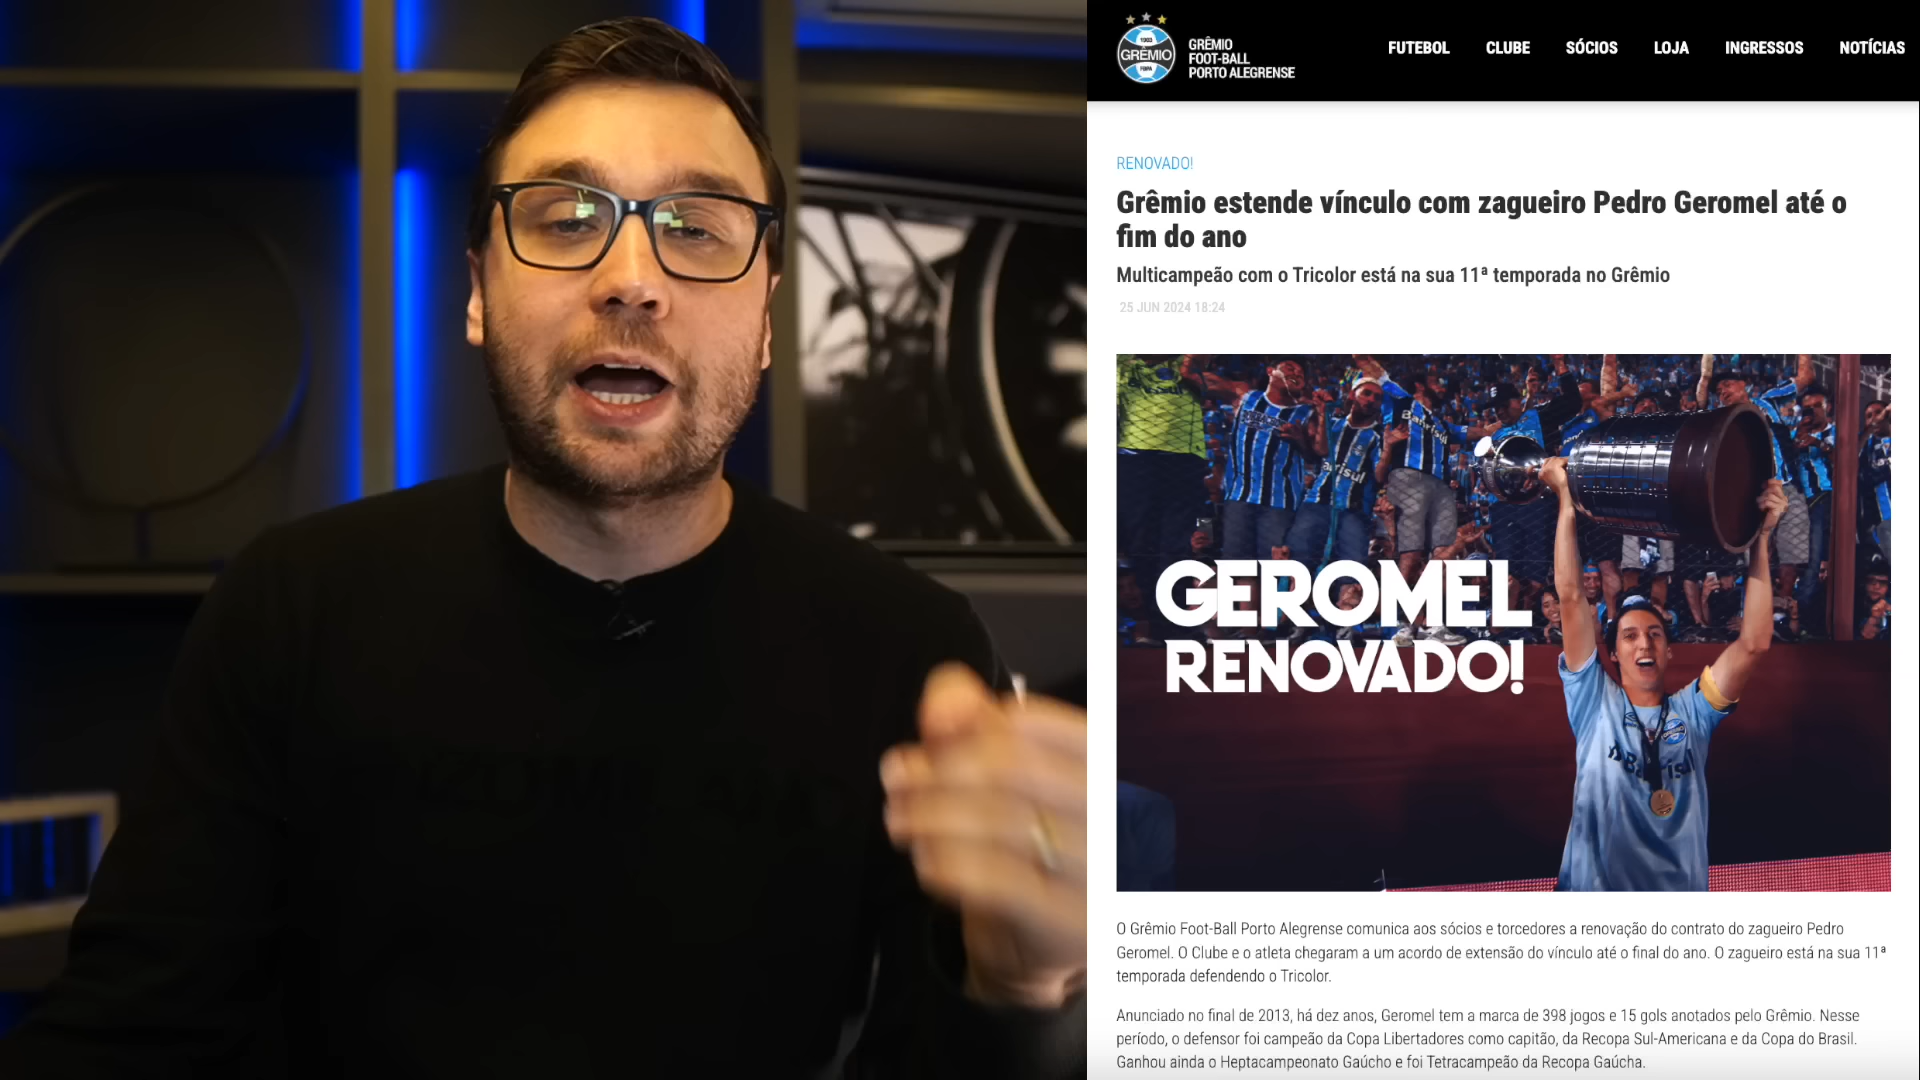 1903
GRÊMIO
FBPA
GRÊMIO
FOOT-BALL
PORTO ALEGRENSE
FUTEBOL CLUBE SÓCIOS LOJA INGRESSOS NOTÍCIAS
RENOVADO!
Grêmio estende vínculo com zagueiro Pedro Geromel até o
fim do ano
Multicampeão com o Tricolor está na sua 11ª temporada no Grêmio
25 JUN 2024 18:24
Banrisul
GEROMEL
RENOVADO!
O Grêmio Foot-Ball Porto Alegrense comunica aos sócios e torcedores a renovação do contrato do zagueiro Pedro
Geromel. O Clube e o atleta chegaram a um acordo de extensão do vínculo até o final do ano. O zagueiro está na sua 11ª
temporada defendendo o Tricolor.
Anunciado no final de 2013, há dez anos, Geromel tem a marca de 398 jogos e 15 gols anotados pelo Grêmio. Nesse
período, o defensor foi campeão da Copa Libertadores como capitão, da Recopa Sul-Americana e da Copa do Brasil.
Ganhou ainda o Heptacampeonato Gaúcho e foi Tetracampeão da Recopa Gaúcha.